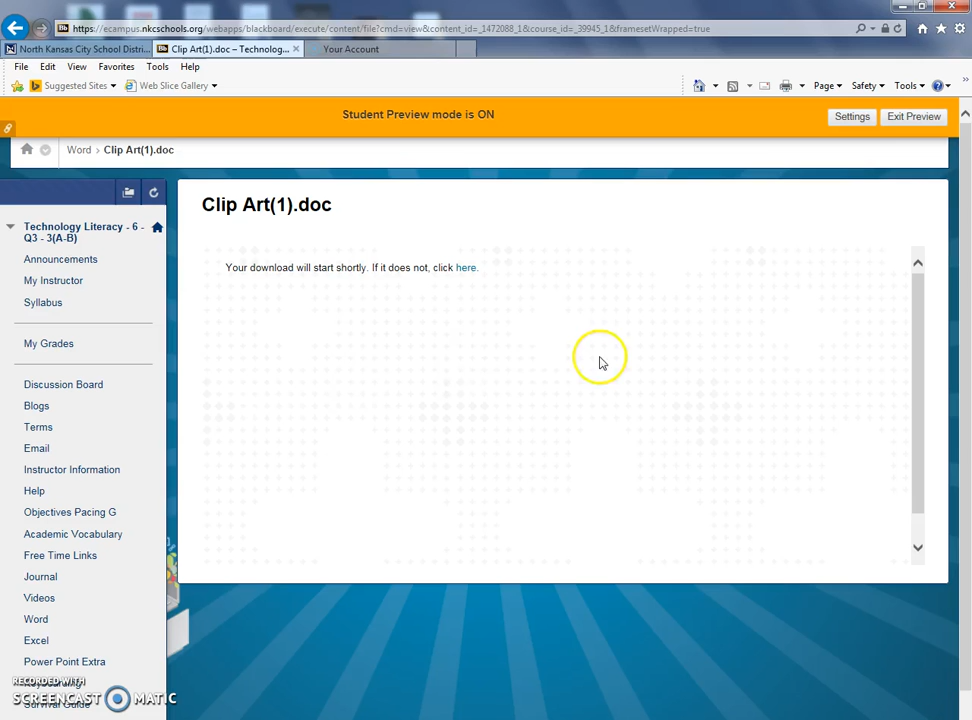 https://ecampus.nkcschools.org/webapps/blackboard/execute/content/file?cmd=view&content_id=_1472088_1&course_id=_39945_1&framesetWrapped=true
North Kansas City School Distri...
Clip Art(1).doc – Technolog...
Your Account
File Edit View Favorites Tools Help
Suggested Sites
Web Slice Gallery
Page Safety Tools
Student Preview mode is ON
Settings
Exit Preview
Word > Clip Art(1).doc
Clip Art(1).doc
Your download will start shortly. If it does not, click here.
Technology Literacy - 6 -
Q3 - 3(A-B)
Announcements
My Instructor
Syllabus
My Grades
Discussion Board
Blogs
Terms
Email
Instructor Information
Help
Objectives Pacing G
Academic Vocabulary
Free Time Links
Journal
Videos
Word
Excel
Power Point Extra
RECORDED WITH
SCREENCAST MATIC
Survival Guide